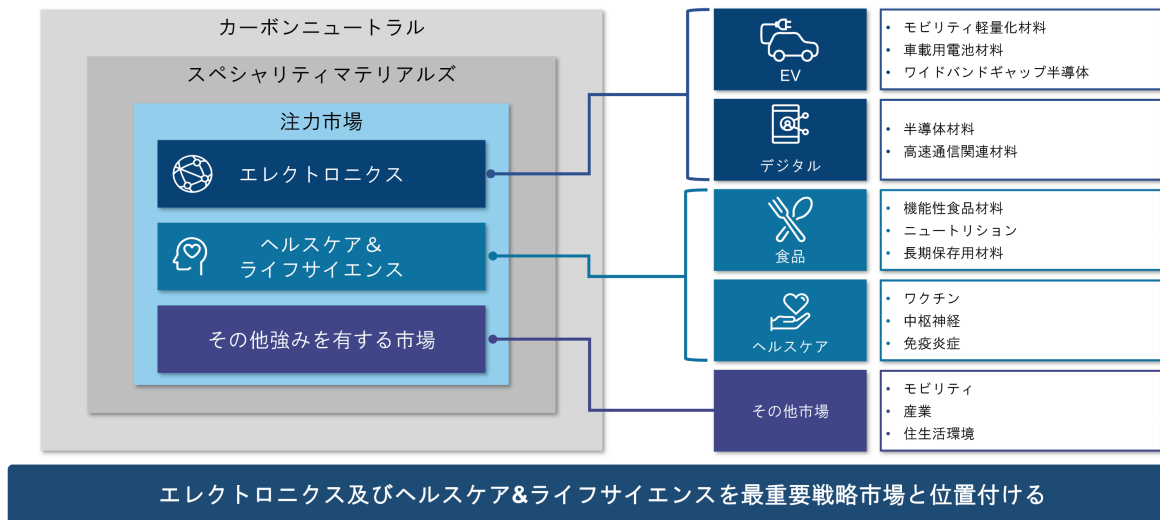 カーボンニュートラル
スペシャリティマテリアルズ
注力市場
エレクトロニクス
ヘルスケア＆
ライフサイエンス
その他強みを有する市場
EV
• モビリティ軽量化材料
• 車載用電池材料
• ワイドバンドギャップ半導体
デジタル
• 半導体材料
• 高速通信関連材料
食品
• 機能性食品材料
• ニュートリション
• 長期保存用材料
ヘルスケア
• ワクチン
• 中枢神経
• 免疫炎症
その他市場
• モビリティ
• 産業
• 住生活環境
エレクトロニクス及びヘルスケア&ライフサイエンスを最重要戦略市場と位置付ける